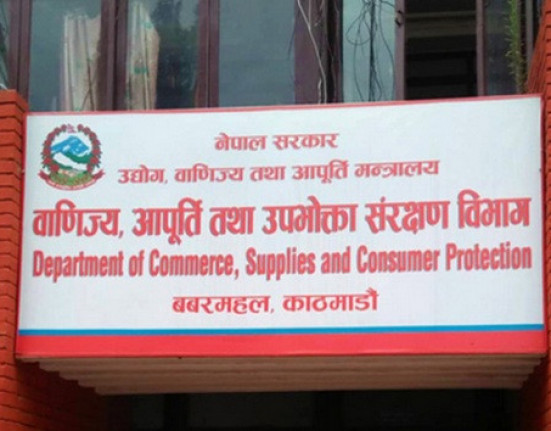 नेपाल सरकार
उद्योग, वाणिज्य तथा आपूर्ति मन्त्रालय
वाणिज्य, आपूर्ति तथा उपभोक्ता संरक्षण विभाग
Department of Commerce, Supplies and Consumer Protection
बबरमहल, काठमाडौं